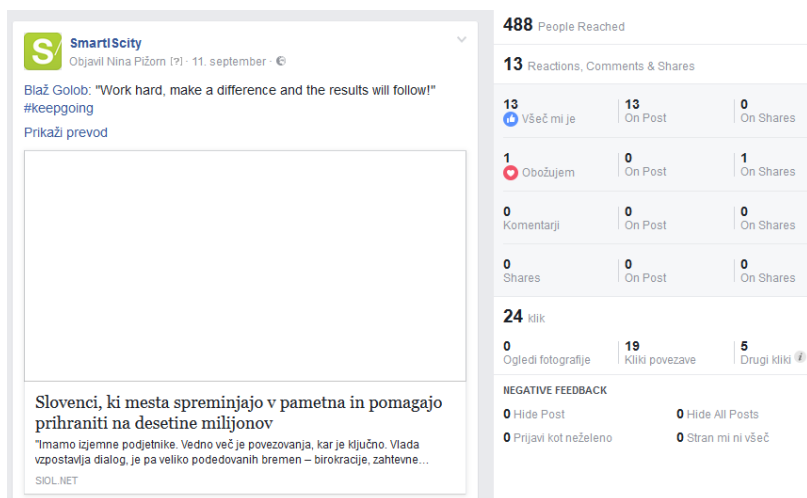 SmartIScity
Objavil Nina Pižorn [?] · 11. september ·
Blaž Golob: "Work hard, make a difference and the results will follow!"
#keepgoing
Prikaži prevod
Slovenci, ki mesta spreminjajo v pametna in pomagajo
prihraniti na desetine milijonov
"Imamo izjemne podjetnike. Vedno več je povezovanja, kar je ključno. Vlada
vzpostavlja dialog, je pa veliko podedovanih bremen – birokracije, zahtevne…
SIOL.NET
488 People Reached
13 Reactions, Comments & Shares
13 13 0
Všeč mi je On Post On Shares
1 0 1
Obožujem On Post On Shares
0 0 0
Komentarji On Post On Shares
0 0 0
Shares On Post On Shares
24 klik
0 19 5
Ogledi fotografije Kliki povezave Drugi kliki i
NEGATIVE FEEDBACK
0 Hide Post 0 Hide All Posts
0 Prijavi kot neželeno 0 Stran mi ni všeč